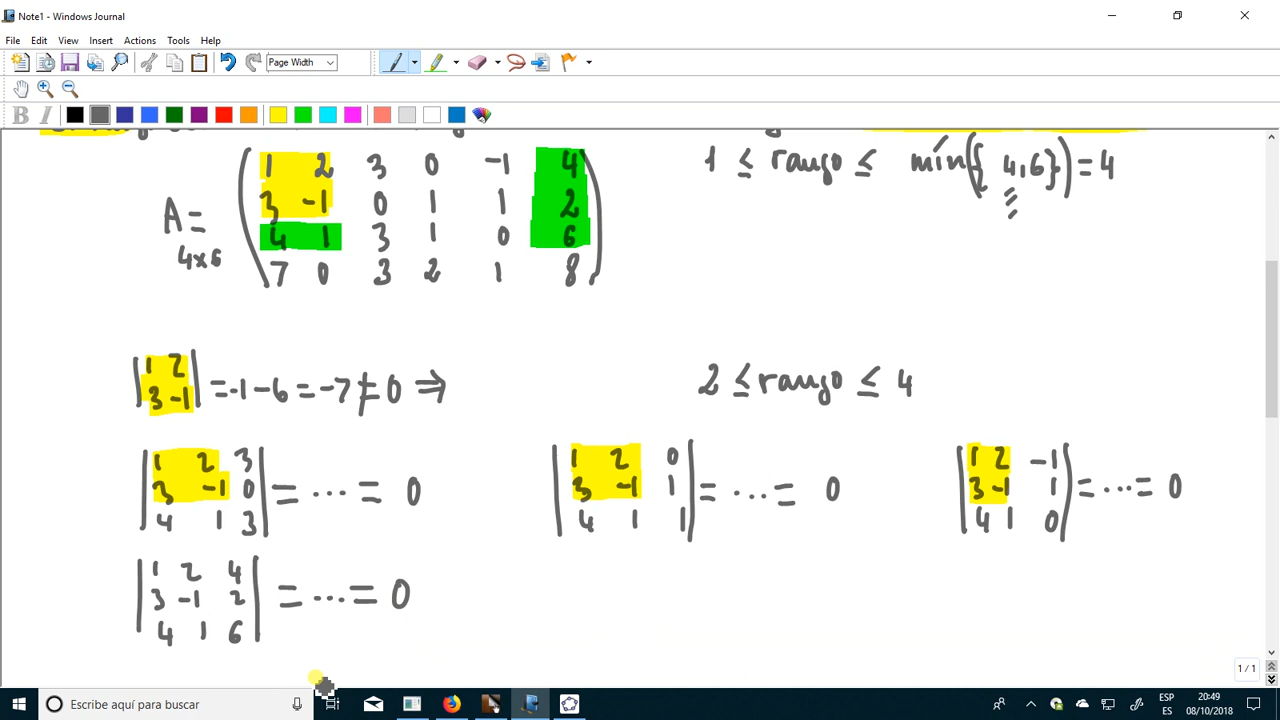 Note1 - Windows Journal
File Edit View Insert Actions Tools Help
Page Width
B I
1 2 3 0 -1 4
3 -1 0 1 1 2
A =
4 1 3 1 0 6
4x6
7 0 3 2 1 8
1 ≤ rango ≤ mín({4,6}) = 4
|1 2|
|3 -1| = -1 - 6 = -7 ≠ 0 ⇒
2 ≤ rango ≤ 4
|1 2 3|
|3 -1 0| = ... = 0
|4 1 3|
|1 2 0|
|3 -1 1| = ... = 0
|4 1 1|
|1 2 -1|
|3 -1 1| = ... = 0
|4 1 0|
|1 2 4|
|3 -1 2| = ... = 0
|4 1 6|
1 / 1
Escribe aquí para buscar
ESP
ES
20:49
08/10/2018